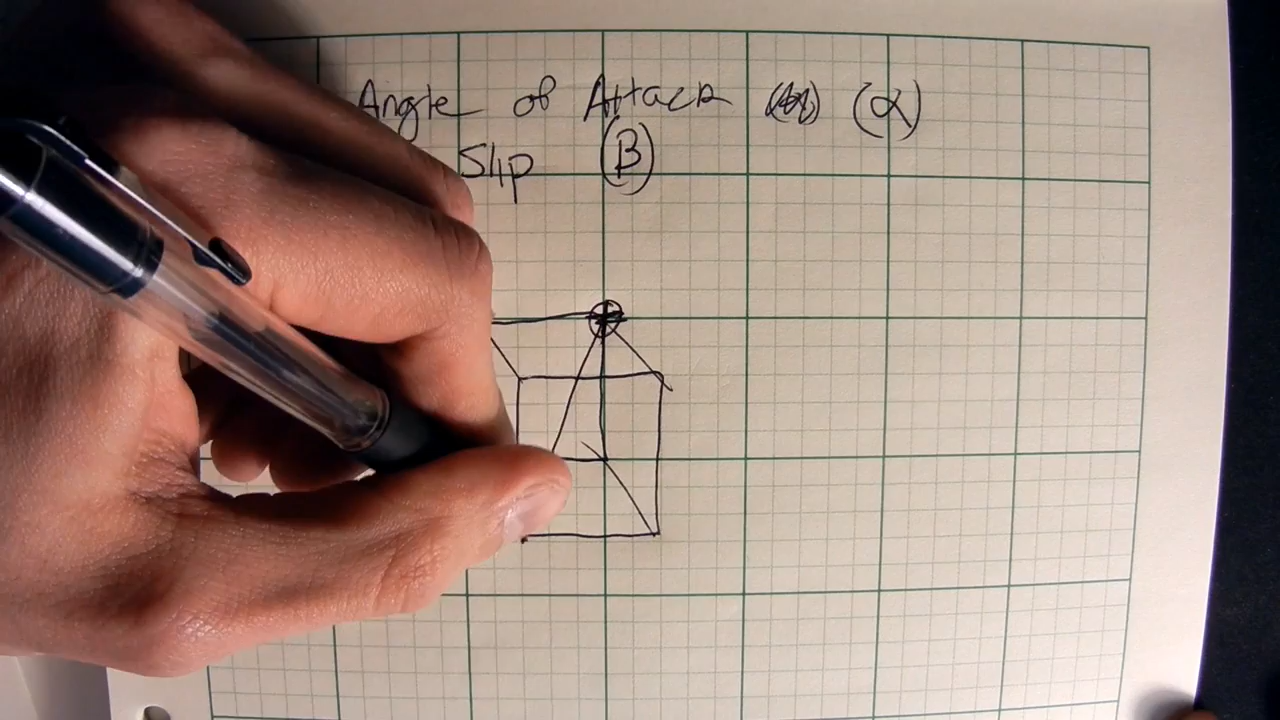 Angle of Attack (α)
Slip (β)